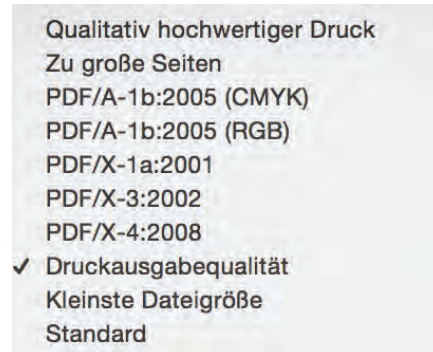 Qualitativ hochwertiger Druck
Zu große Seiten
PDF/A-1b:2005 (CMYK)
PDF/A-1b:2005 (RGB)
PDF/X-1a:2001
PDF/X-3:2002
PDF/X-4:2008
✓ Druckausgabequalität
Kleinste Dateigröße
Standard